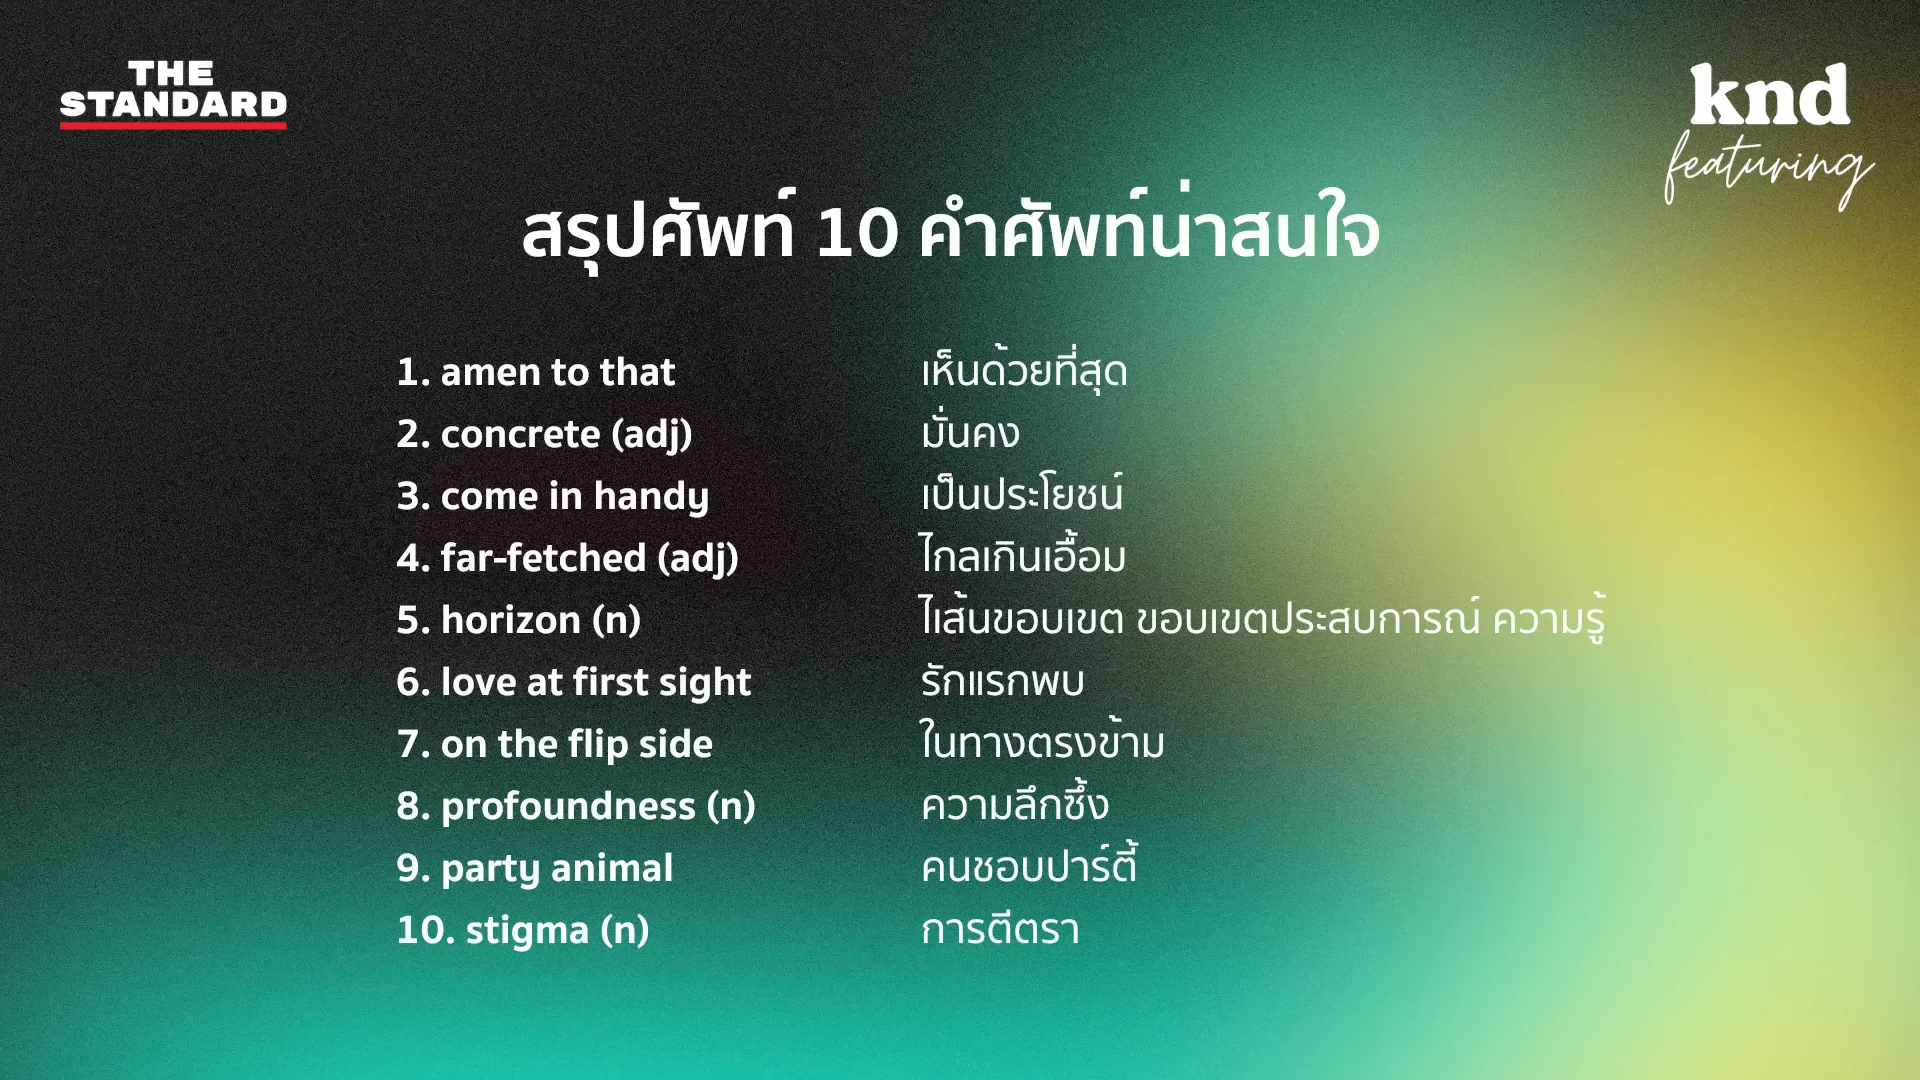 THE
STANDARD
knd
featuring
สรุปศัพท์ 10 คำศัพท์น่าสนใจ
1. amen to that เห็นด้วยที่สุด
2. concrete (adj) มั่นคง
3. come in handy เป็นประโยชน์
4. far-fetched (adj) ไกลเกินเอื้อม
5. horizon (n) ไเส้นขอบเขต ขอบเขตประสบการณ์ ความรู้
6. love at first sight รักแรกพบ
7. on the flip side ในทางตรงข้าม
8. profoundness (n) ความลึกซึ้ง
9. party animal คนชอบปาร์ตี้
10. stigma (n) การตีตรา